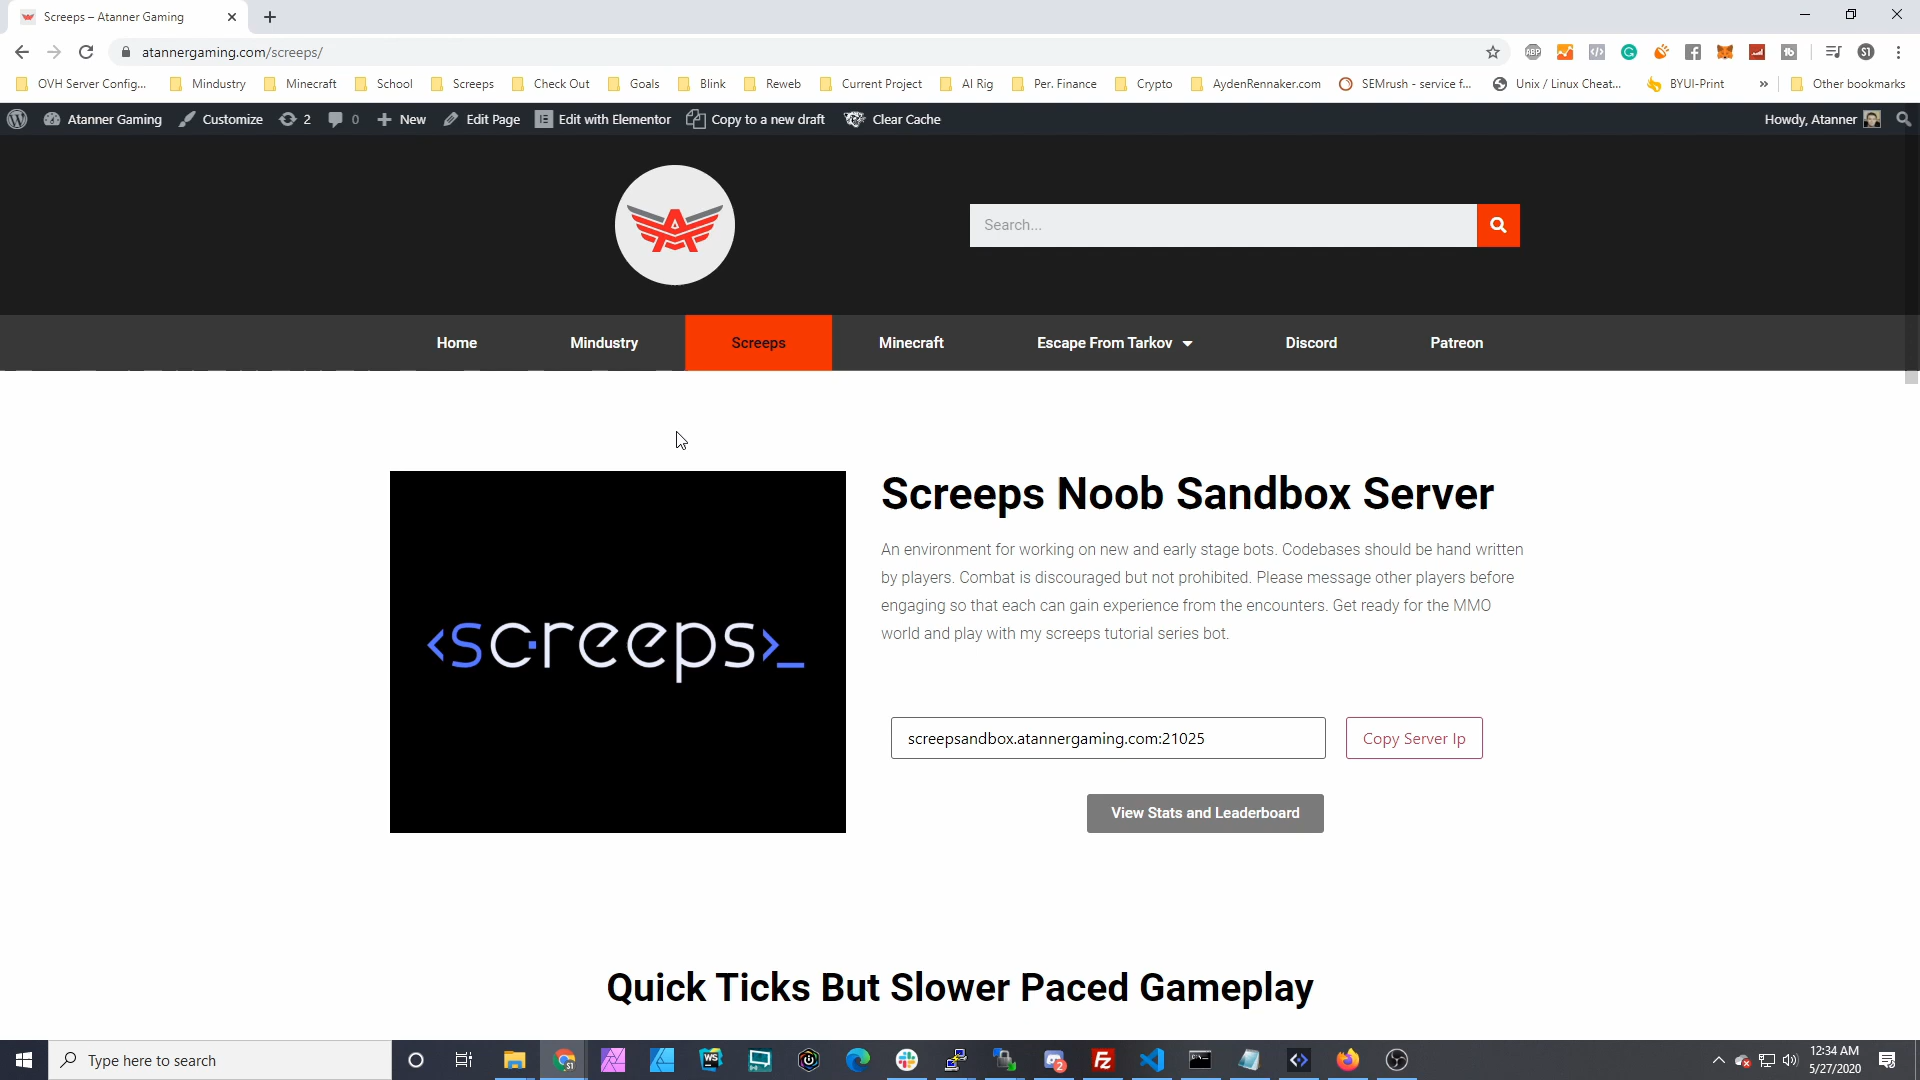 Screeps – Atanner Gaming
atannergaming.com/screeps/
ABP
S1
OVH Server Config...
Mindustry
Minecraft
School
Screeps
Check Out
Goals
Blink
Reweb
Current Project
AI Rig
Per. Finance
Crypto
AydenRennaker.com
SEMrush - service f...
Unix / Linux Cheat...
BYUI-Print
»
Other bookmarks
Atanner Gaming
Customize
2
0
New
Edit Page
Edit with Elementor
Copy to a new draft
Clear Cache
Howdy, Atanner
Search...
Home
Mindustry
Screeps
Minecraft
Escape From Tarkov
Discord
Patreon
<screeps>_
Screeps Noob Sandbox Server
An environment for working on new and early stage bots. Codebases should be hand written
by players. Combat is discouraged but not prohibited. Please message other players before
engaging so that each can gain experience from the encounters. Get ready for the MMO
world and play with my screeps tutorial series bot.
screepsandbox.atannergaming.com:21025
Copy Server Ip
View Stats and Leaderboard
Quick Ticks But Slower Paced Gameplay
Type here to search
S1
WS
2
FZ
12:34 AM
5/27/2020